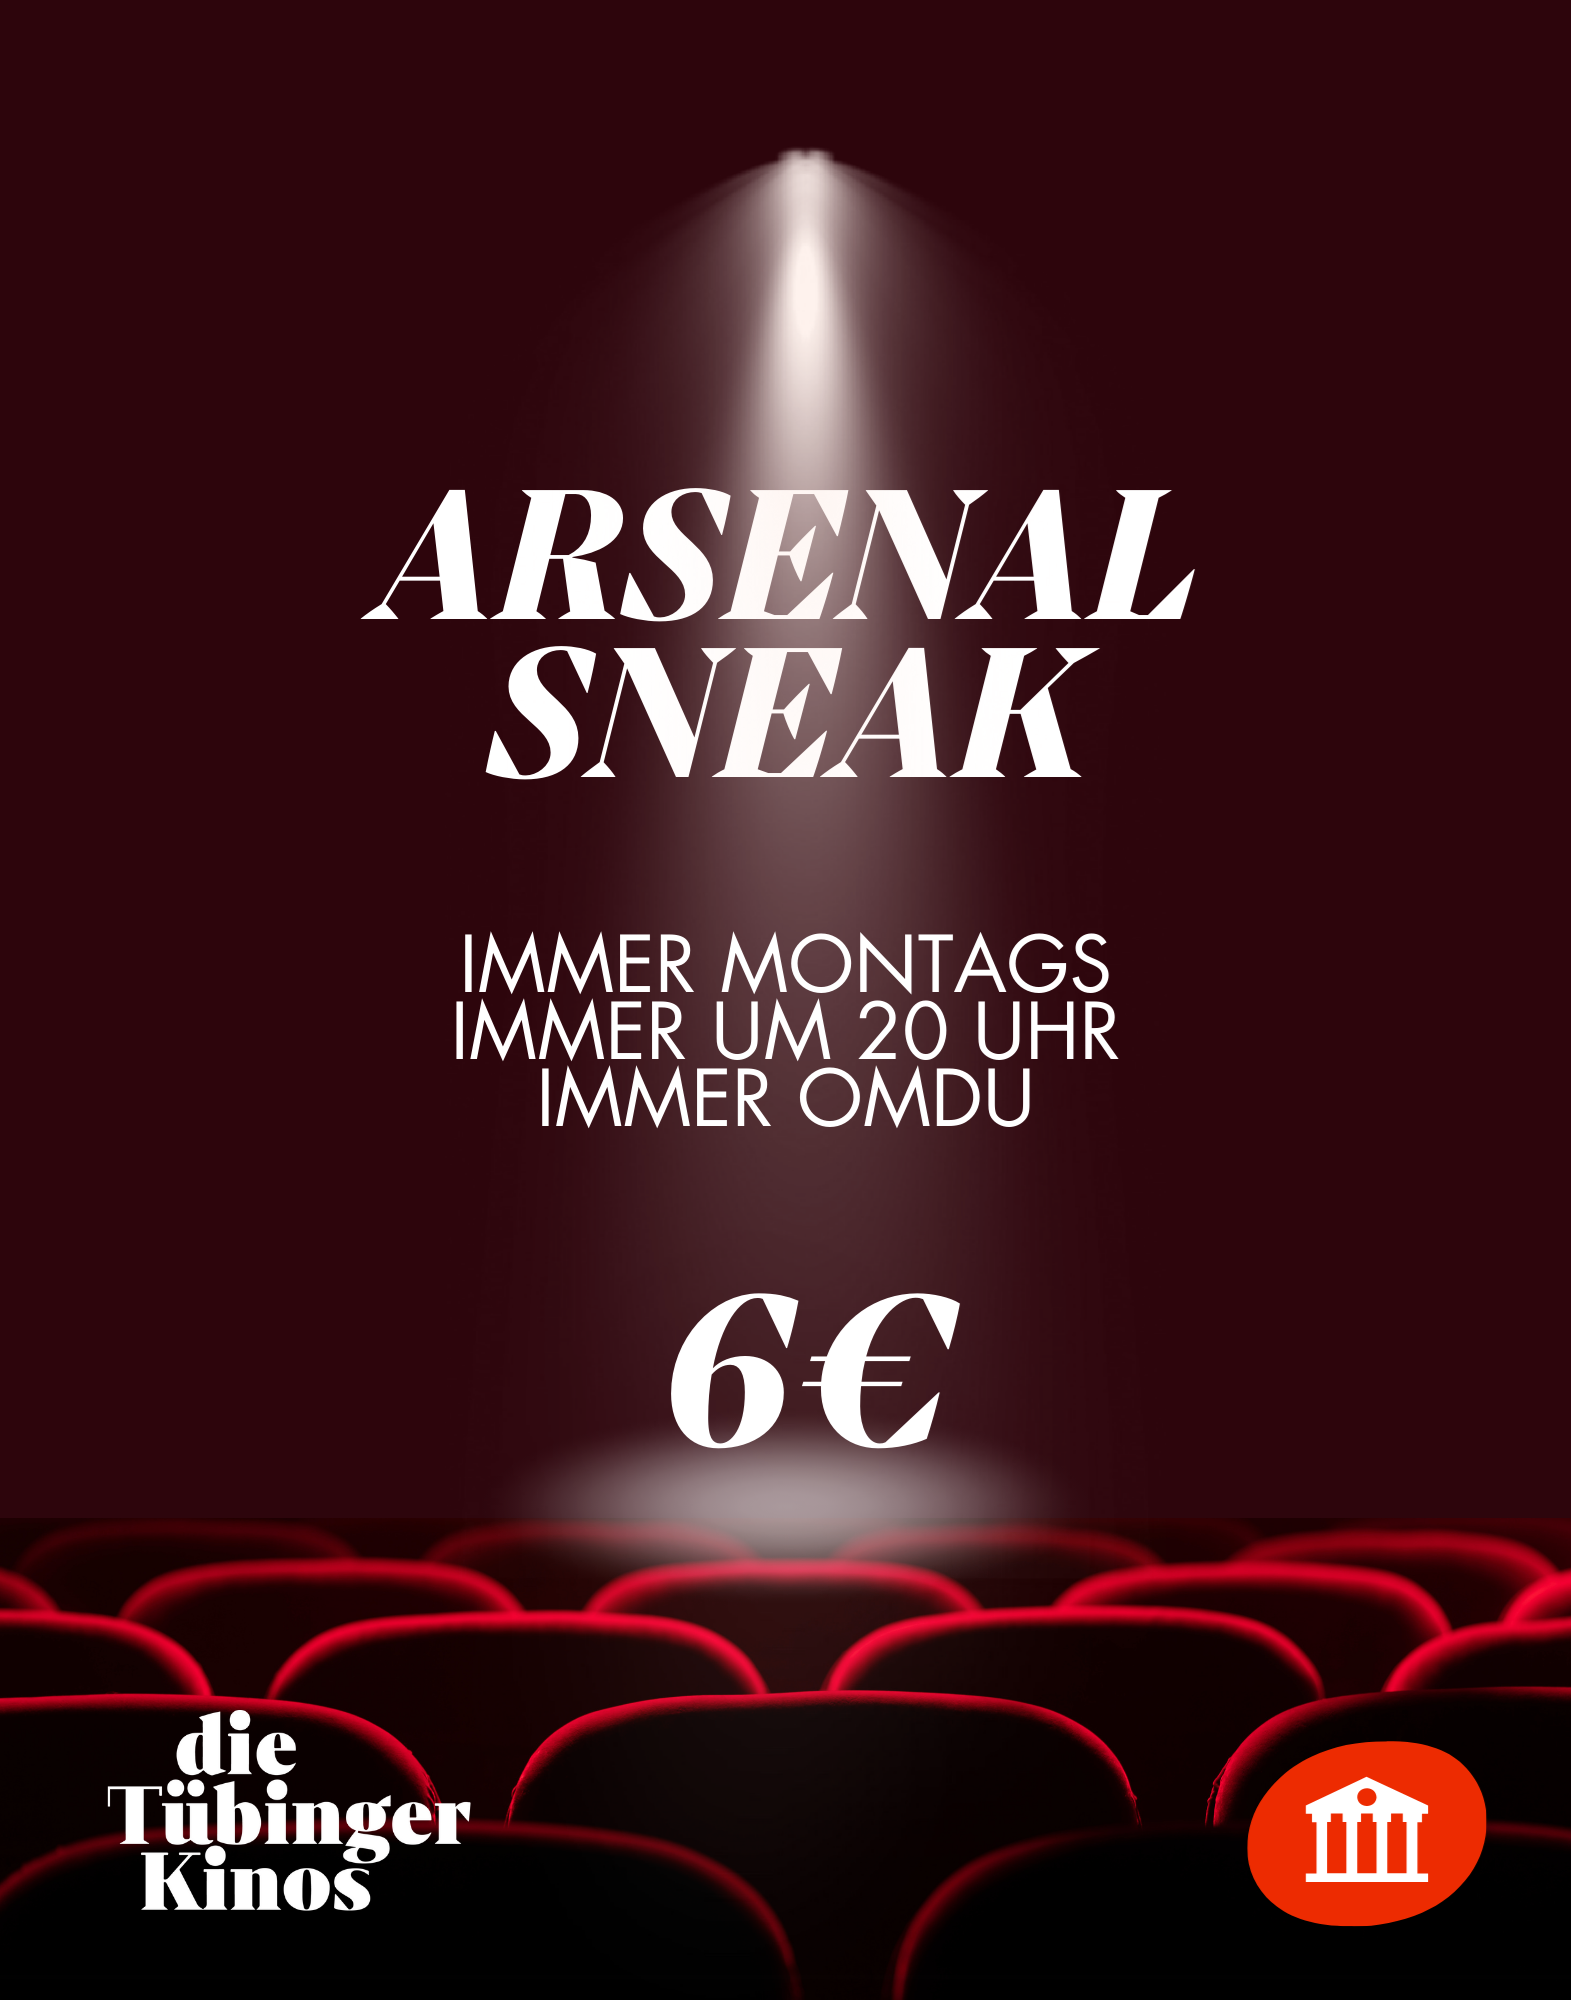 ARSENAL
SNEAK
IMMER MONTAGS
IMMER UM 20 UHR
IMMER OMDU
6€
die
Tübinger
Kinos